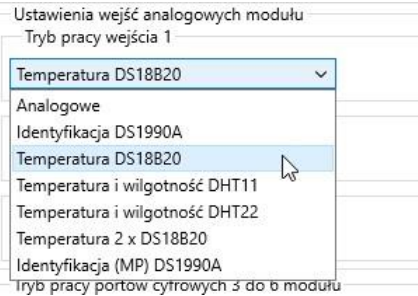 Ustawienia wejść analogowych modułu
Tryb pracy wejścia 1
Temperatura DS18B20
Analogowe
Identyfikacja DS1990A
Temperatura DS18B20
Temperatura i wilgotność DHT11
Temperatura i wilgotność DHT22
Temperatura 2 x DS18B20
Identyfikacja (MP) DS1990A
Tryb pracy portów cyfrowych 3 do 6 modułu